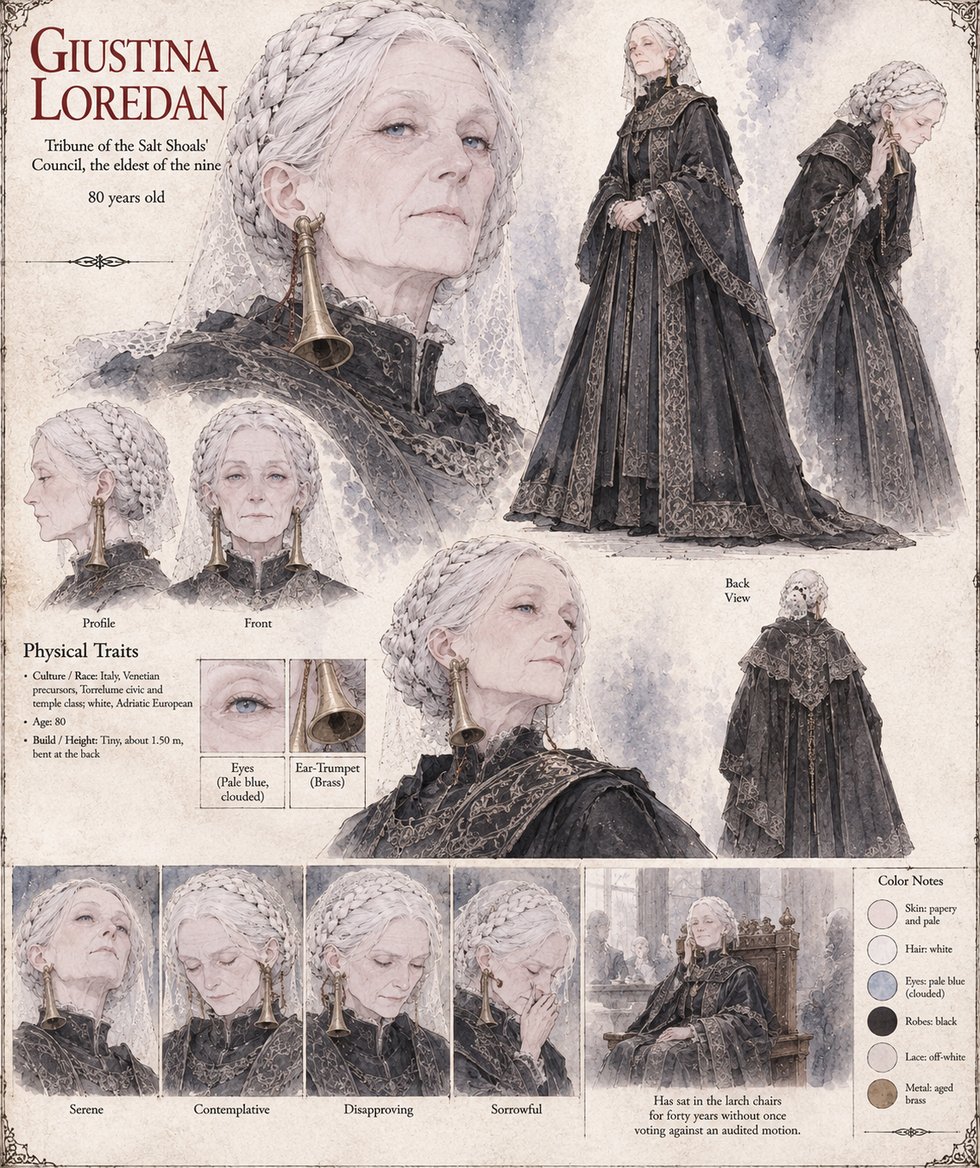 GIUSTINA
LOREDAN
Tribune of the Salt Shoals'
Council, the eldest of the nine
80 years old
Profile
Front
Back
View
Physical Traits
• Culture / Race: Italy, Venetian
precursors, Torrelume civic and
temple class; white, Adriatic European
• Age: 80
• Build / Height: Tiny, about 1.50 m,
bent at the back
Eyes
(Pale blue,
clouded)
Ear-Trumpet
(Brass)
Serene
Contemplative
Disapproving
Sorrowful
Has sat in the larch chairs
for forty years without once
voting against an audited motion.
Color Notes
Skin: papery
and pale
Hair: white
Eyes: pale blue
(clouded)
Robes: black
Lace: off-white
Metal: aged
brass